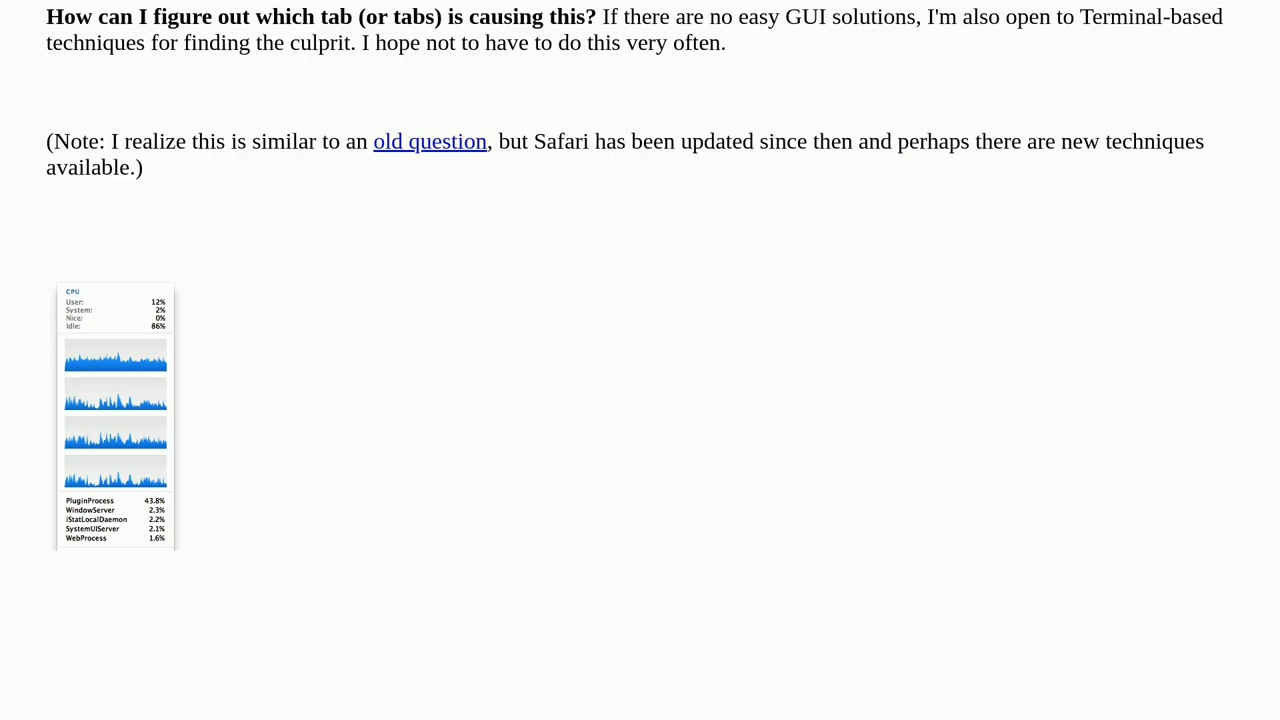 How can I figure out which tab (or tabs) is causing this? If there are no easy GUI solutions, I'm also open to Terminal-based
techniques for finding the culprit. I hope not to have to do this very often.
(Note: I realize this is similar to an old question, but Safari has been updated since then and perhaps there are new techniques
available.)
CPU
User: 12%
System: 2%
Nice: 0%
Idle: 86%
PluginProcess 43.8%
WindowServer 2.3%
iStatLocalDaemon 2.2%
SystemUIServer 2.1%
WebProcess 1.6%